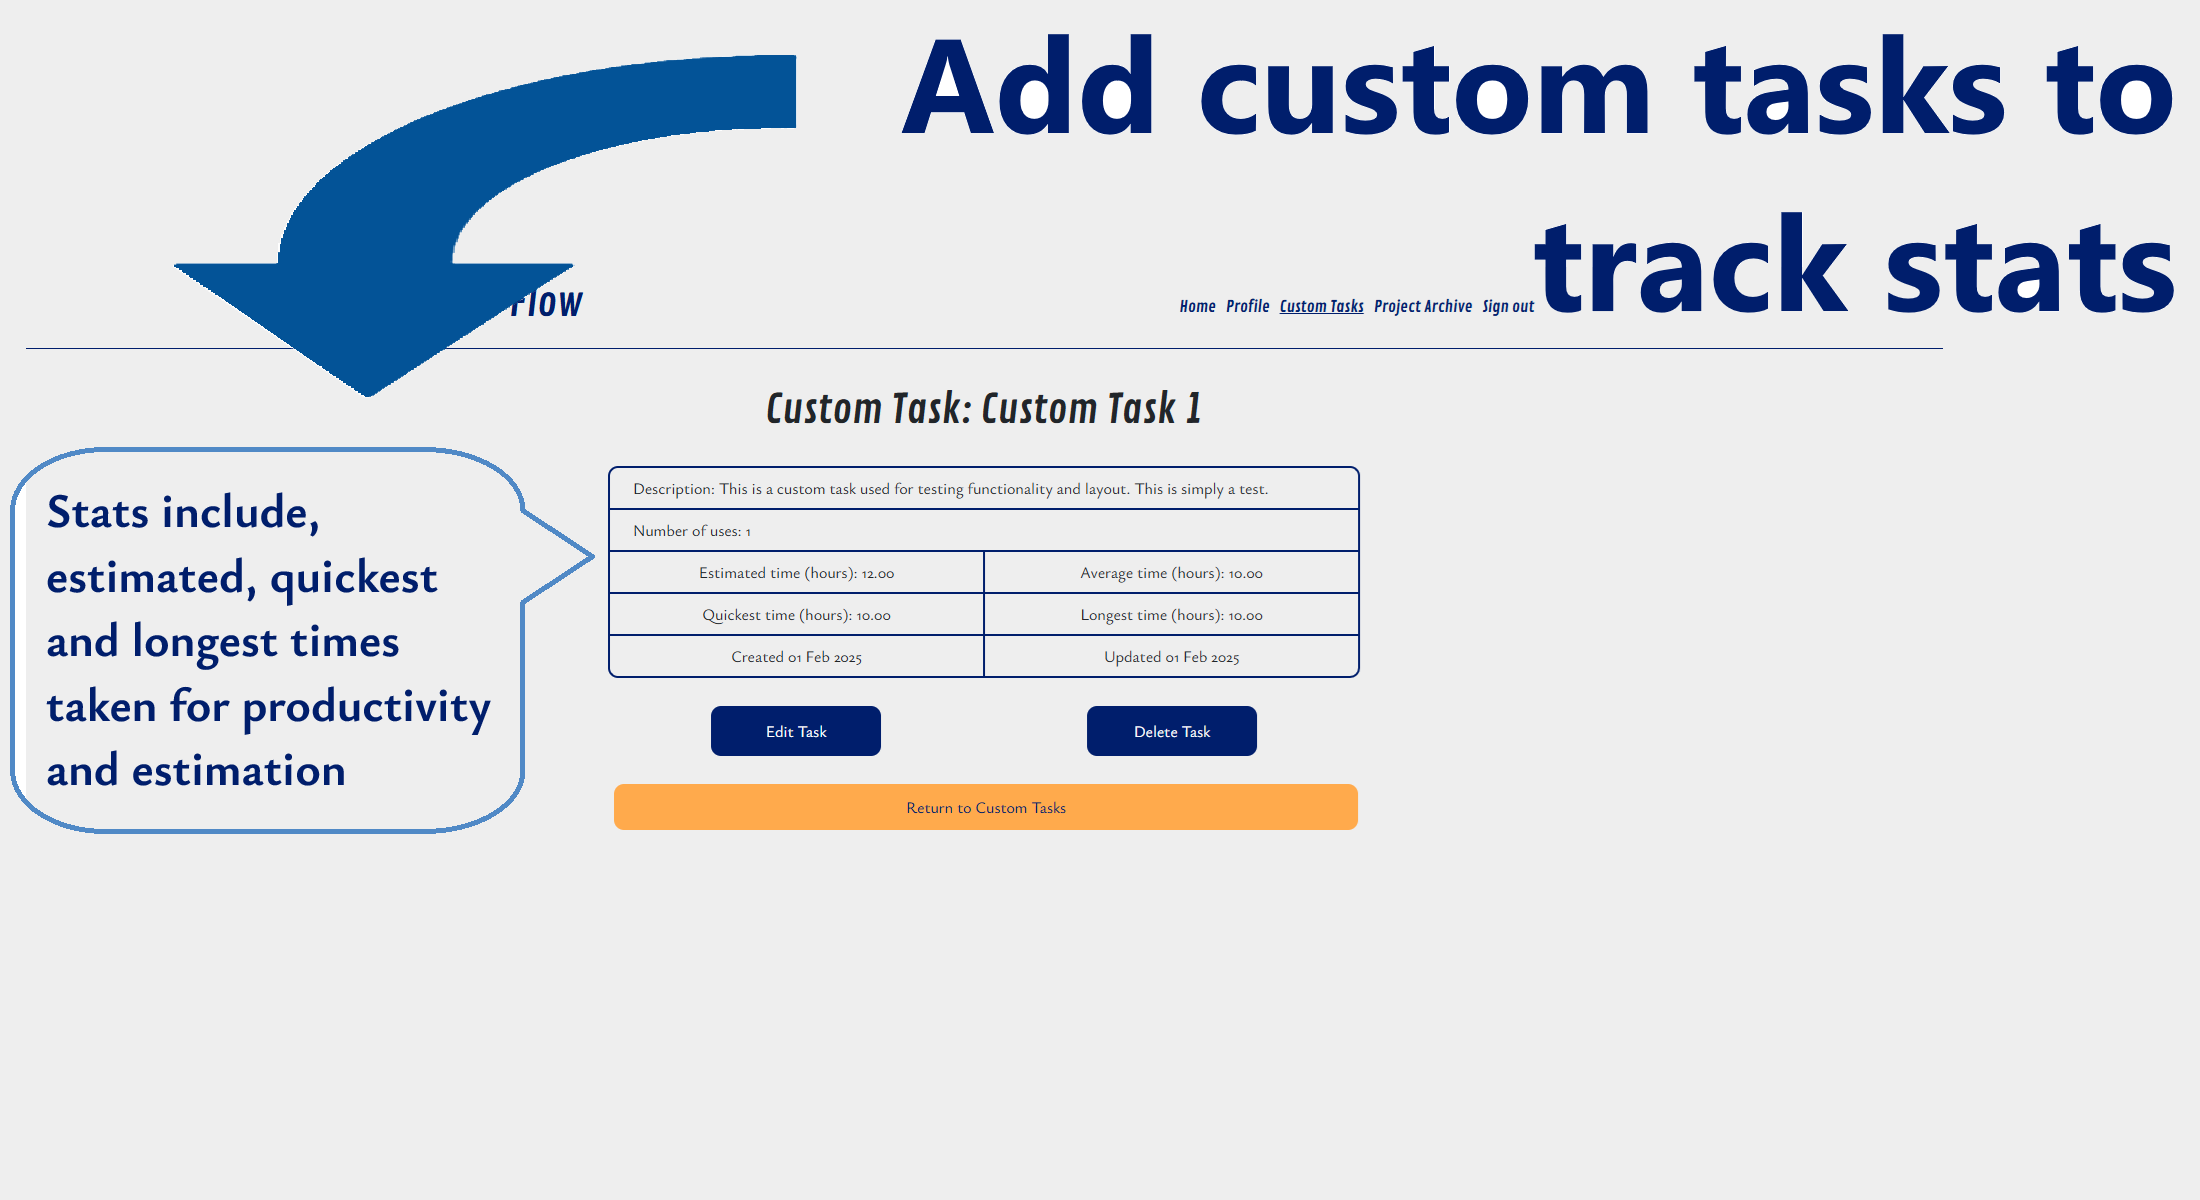 Add custom tasks to
track stats
Flow
Home Profile Custom Tasks Project Archive Sign out
Custom Task: Custom Task 1
Stats include,
estimated, quickest
and longest times
taken for productivity
and estimation
Description: This is a custom task used for testing functionality and layout. This is simply a test.
Number of uses: 1
Estimated time (hours): 12.00
Average time (hours): 10.00
Quickest time (hours): 10.00
Longest time (hours): 10.00
Created 01 Feb 2025
Updated 01 Feb 2025
Edit Task
Delete Task
Return to Custom Tasks